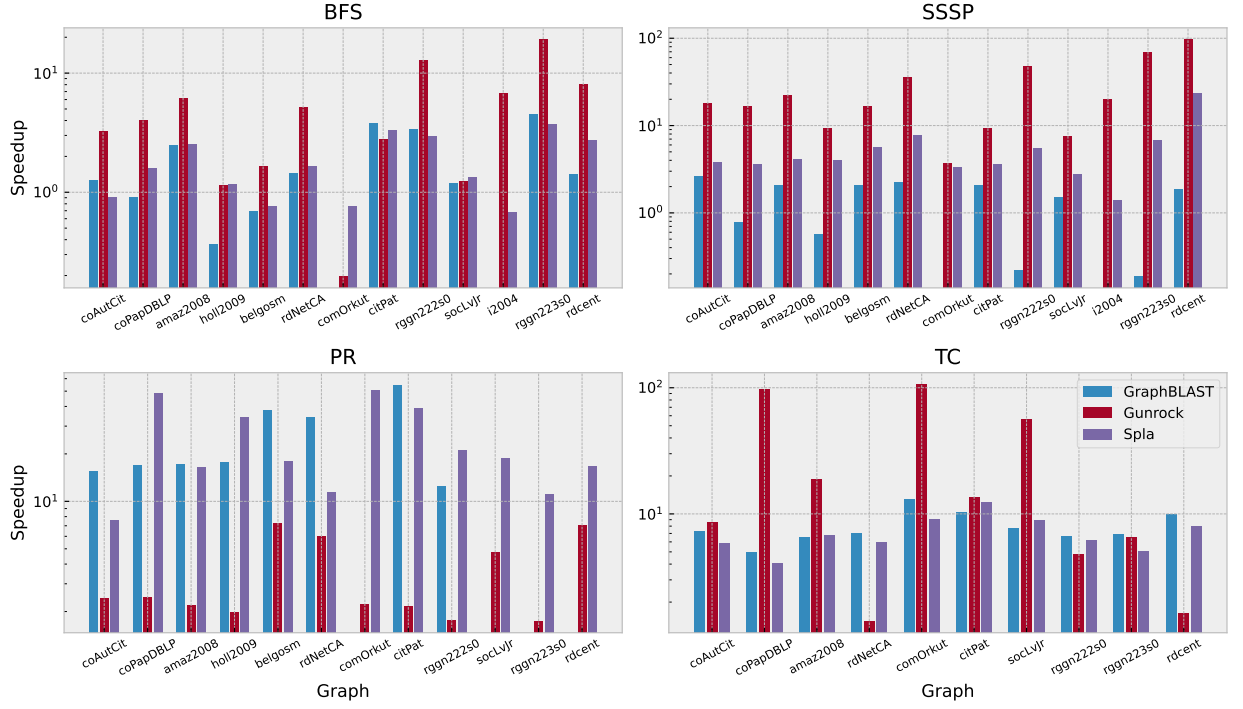 BFS
SSSP
Speedup
10¹
10⁰
10²
10¹
10⁰
coAutCit coPapDBLP amaz2008 holl2009 belgosm rdNetCA comOrkut citPat rggn222s0 socLvJr i2004 rggn223s0 rdcent
coAutCit coPapDBLP amaz2008 holl2009 belgosm rdNetCA comOrkut citPat rggn222s0 socLvJr i2004 rggn223s0 rdcent
PR
TC
Speedup
10¹
10²
10¹
GraphBLAST
Gunrock
Spla
coAutCit coPapDBLP amaz2008 holl2009 belgosm rdNetCA comOrkut citPat rggn222s0 socLvJr rggn223s0 rdcent
coAutCit coPapDBLP amaz2008 rdNetCA comOrkut citPat socLvJr rggn222s0 rggn223s0 rdcent
Graph
Graph